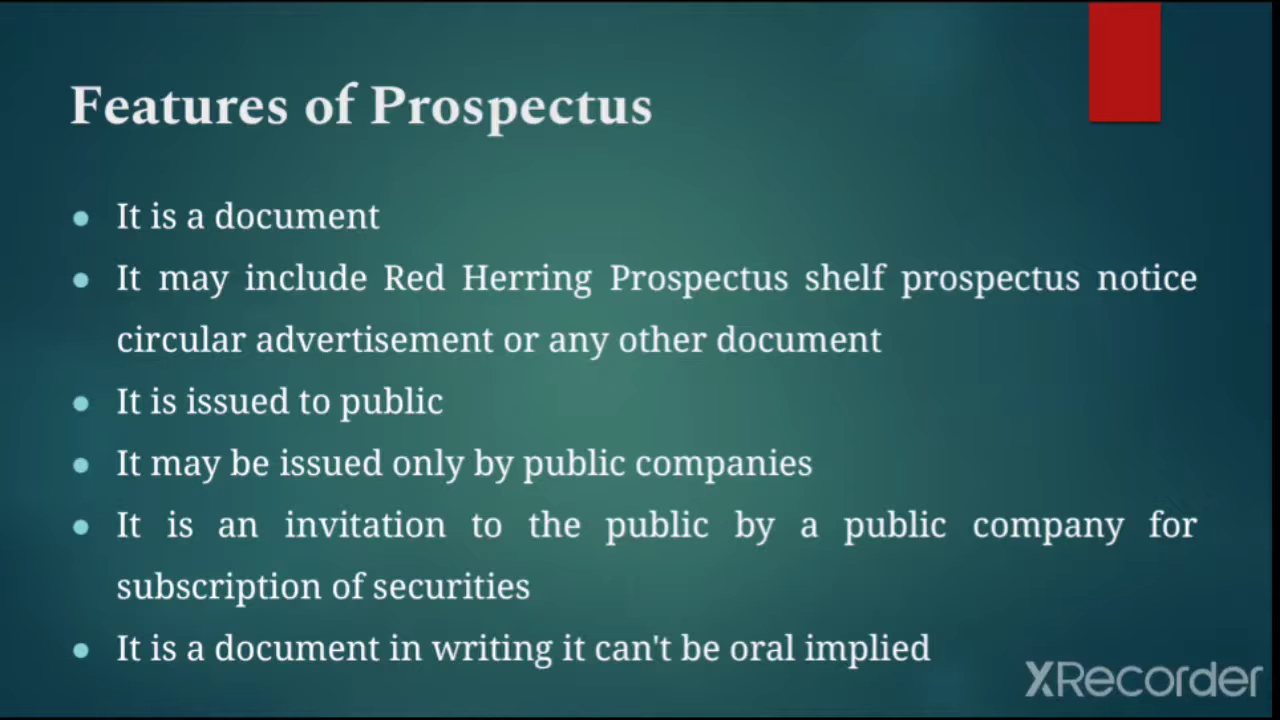 Features of Prospectus
It is a document
It may include Red Herring Prospectus shelf prospectus notice
circular advertisement or any other document
It is issued to public
It may be issued only by public companies
It is an invitation to the public by a public company for
subscription of securities
It is a document in writing it can't be oral implied
XRecorder